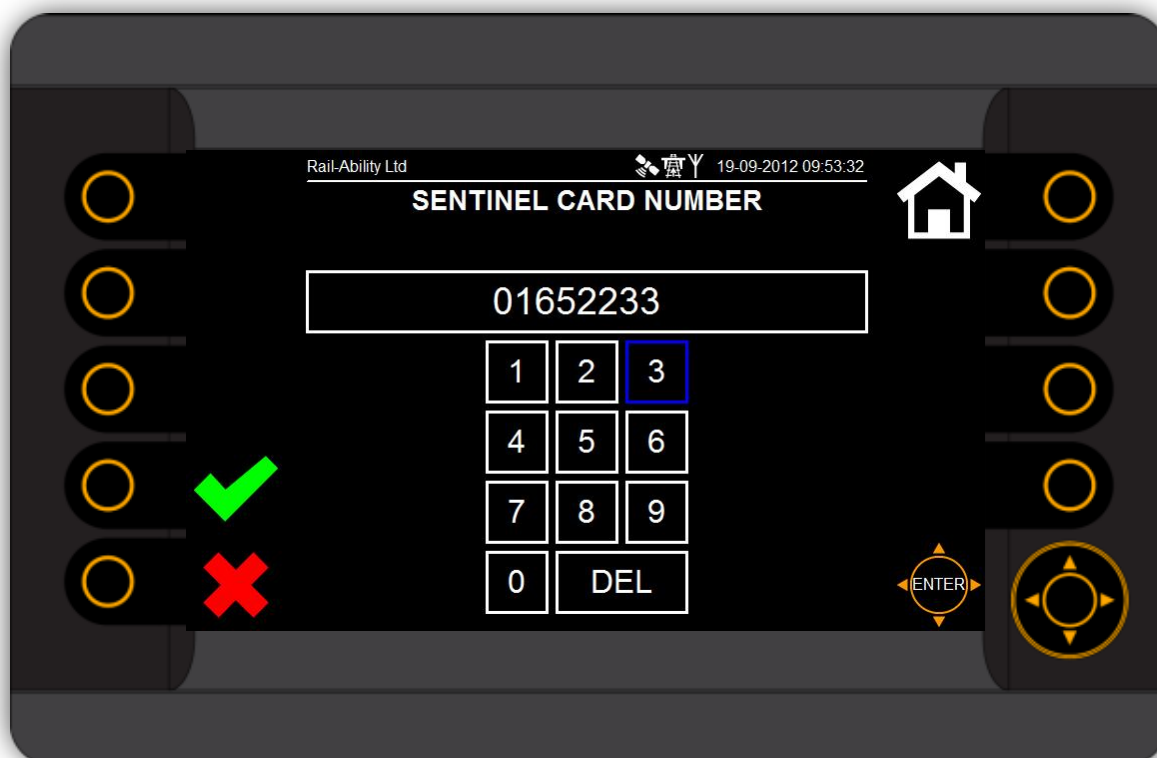 Rail-Ability Ltd 19-09-2012 09:53:32
SENTINEL CARD NUMBER
01652233
1 2 3
4 5 6
7 8 9
0 DEL
ENTER